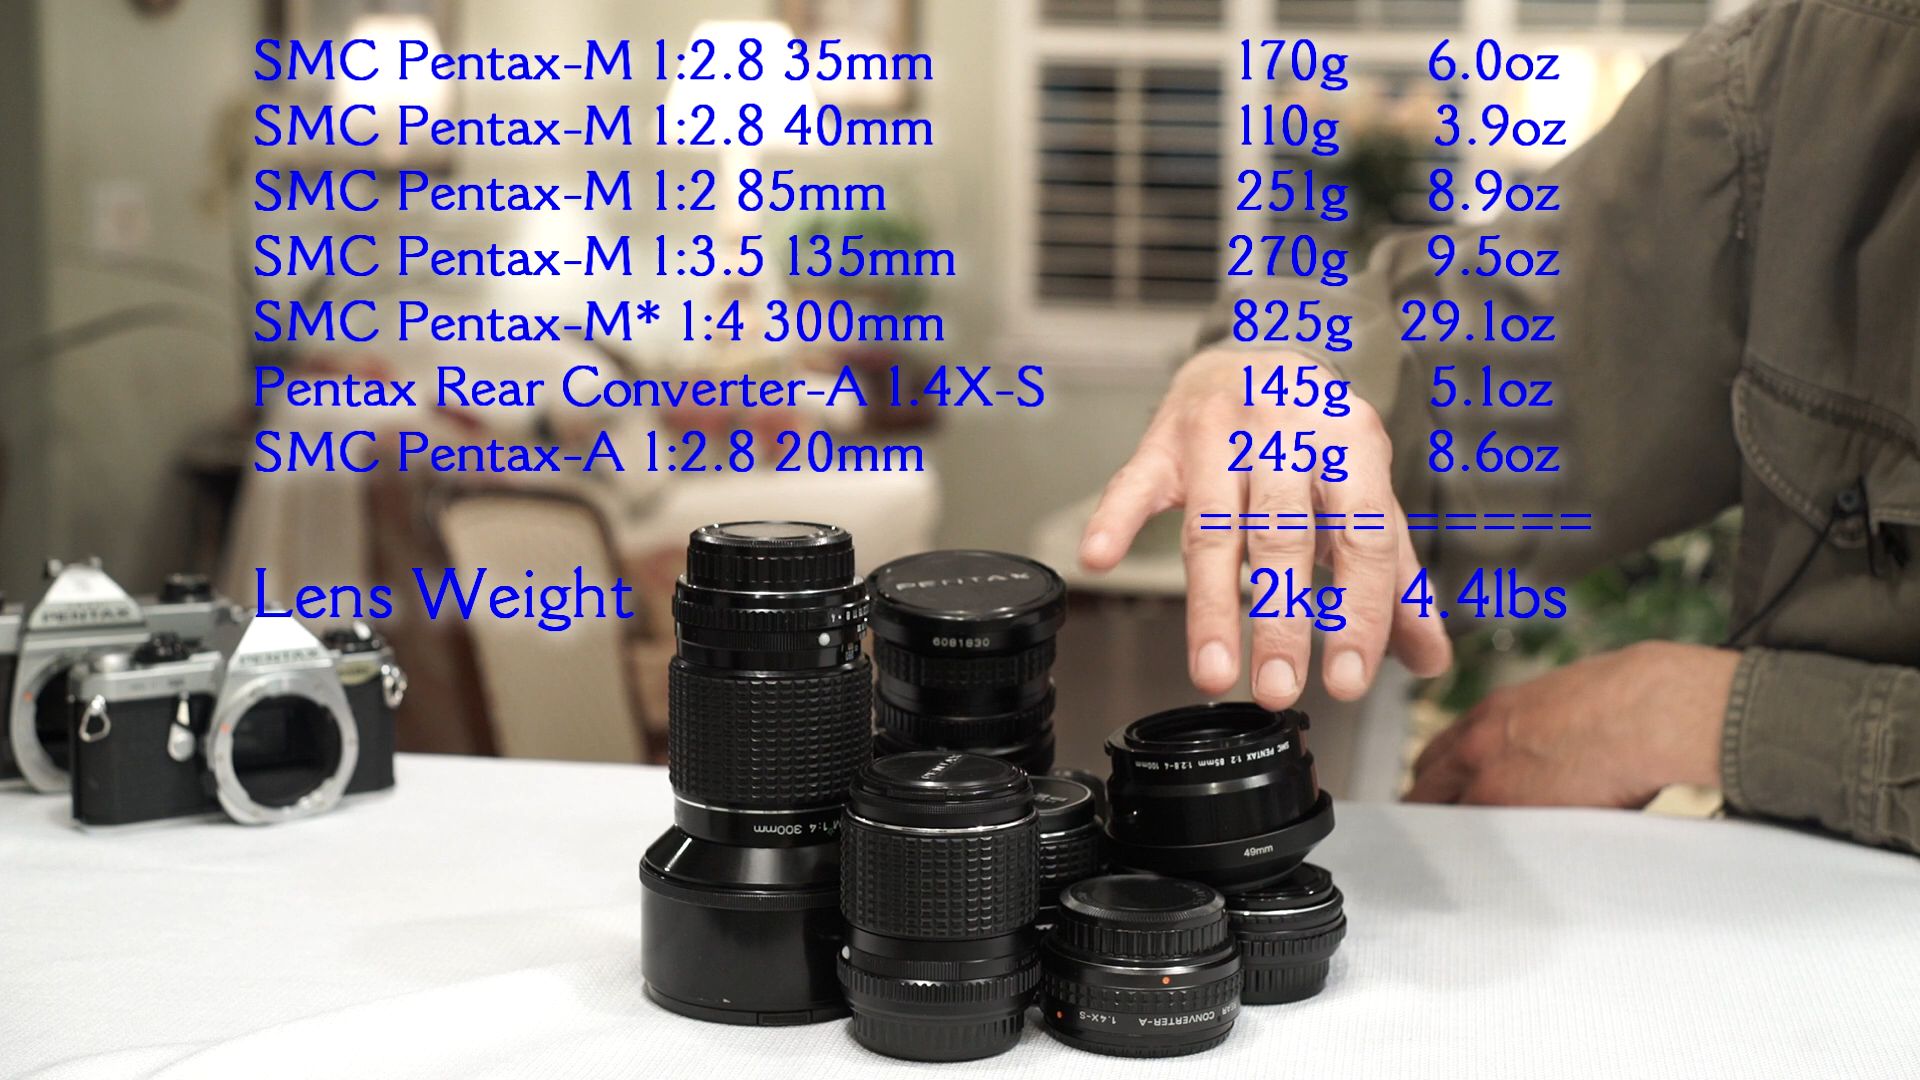 SMC Pentax-M 1:2.8 35mm 170g 6.0oz
SMC Pentax-M 1:2.8 40mm 110g 3.9oz
SMC Pentax-M 1:2 85mm 251g 8.9oz
SMC Pentax-M 1:3.5 135mm 270g 9.5oz
SMC Pentax-M* 1:4 300mm 825g 29.1oz
Pentax Rear Converter-A 1.4X-S 145g 5.1oz
SMC Pentax-A 1:2.8 20mm 245g 8.6oz
===== =====
Lens Weight 2kg 4.4lbs
PENTAX
PENTAX
PENTAX
6081830
SMC PENTAX 1:2 85mm 1:2.8-4 100mm
PENTAX
M 1:4 300mm
49mm
REAR CONVERTER-A 1.4X-S